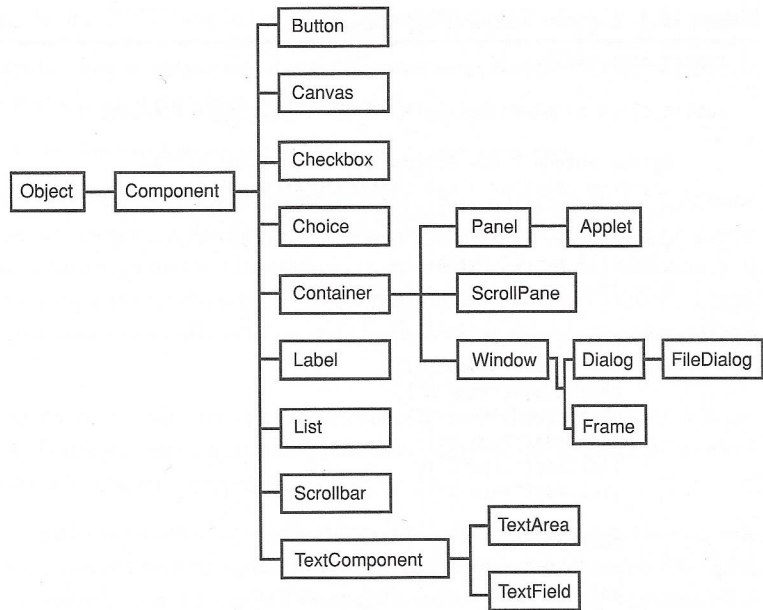 Button
Canvas
Checkbox
Object
Component
Choice
Panel
Applet
Container
ScrollPane
Label
Window
Dialog
FileDialog
List
Frame
Scrollbar
TextArea
TextComponent
TextField